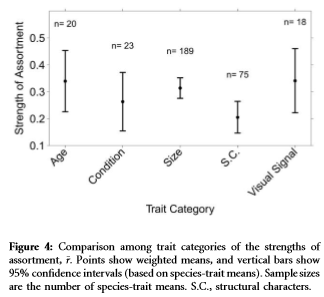 n= 20
n= 18
n= 23
n= 189
n= 75
Strength of Assortment
0.5
0.4
0.3
0.2
0.1
Age
Condition
Size
S.C.
Visual Signal
Trait Category
Figure 4: Comparison among trait categories of the strengths of
assortment, r̄. Points show weighted means, and vertical bars show
95% confidence intervals (based on species-trait means). Sample sizes
are the number of species-trait means. S.C., structural characters.